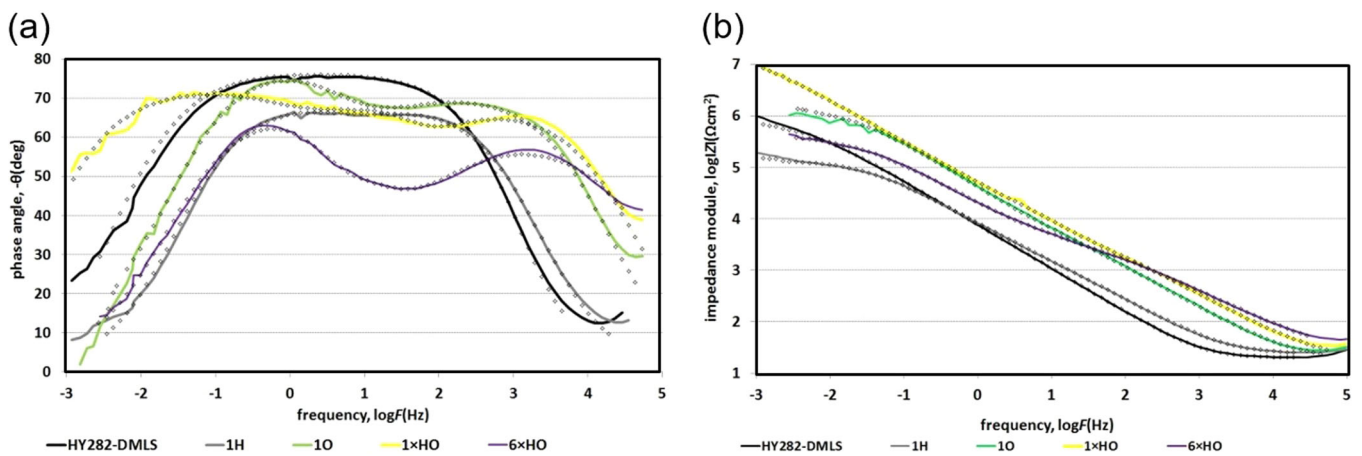 (a)
(b)
80
70
60
50
40
30
20
10
0
phase angle, -θ(deg)
-3 -2 -1 0 1 2 3 4 5
frequency, logF(Hz)
HY282-DMLS 1H 1O 1×HO 6×HO
7
6
5
4
3
2
1
impedance module, log|Z|(Ωcm²)
-3 -2 -1 0 1 2 3 4 5
frequency, logF(Hz)
HY282-DMLS 1H 1O 1×HO 6×HO